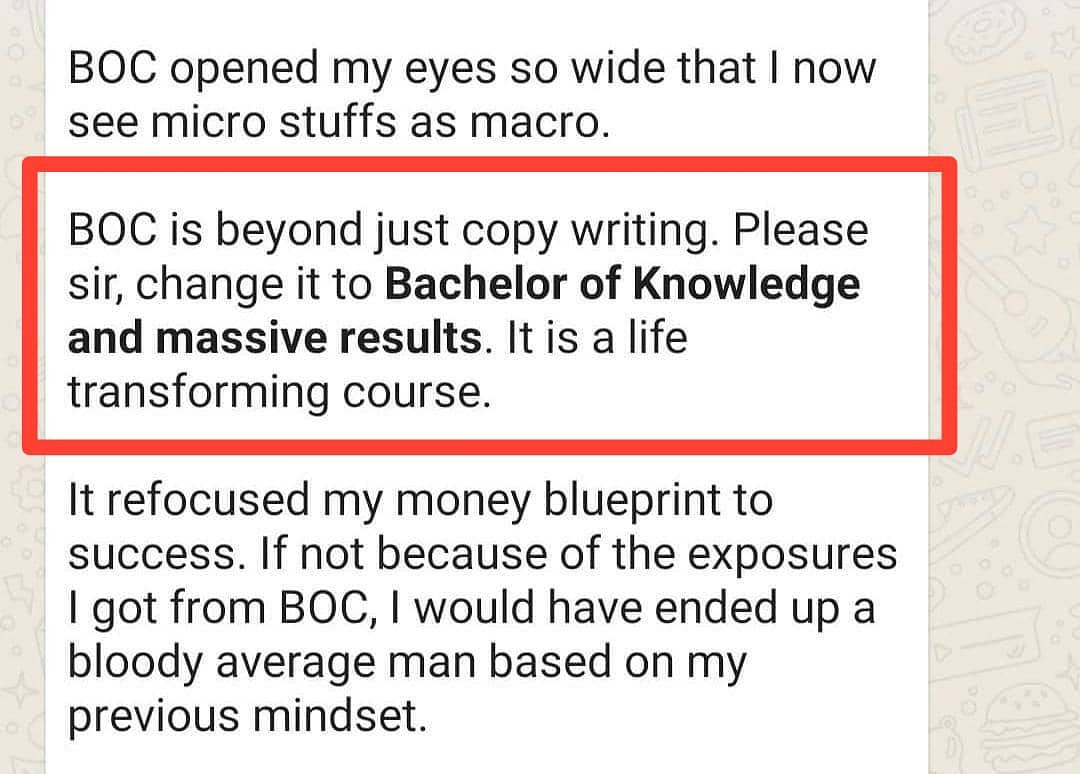 BOC opened my eyes so wide that I now
see micro stuffs as macro.
BOC is beyond just copy writing. Please
sir, change it to Bachelor of Knowledge
and massive results. It is a life
transforming course.
It refocused my money blueprint to
success. If not because of the exposures
I got from BOC, I would have ended up a
bloody average man based on my
previous mindset.